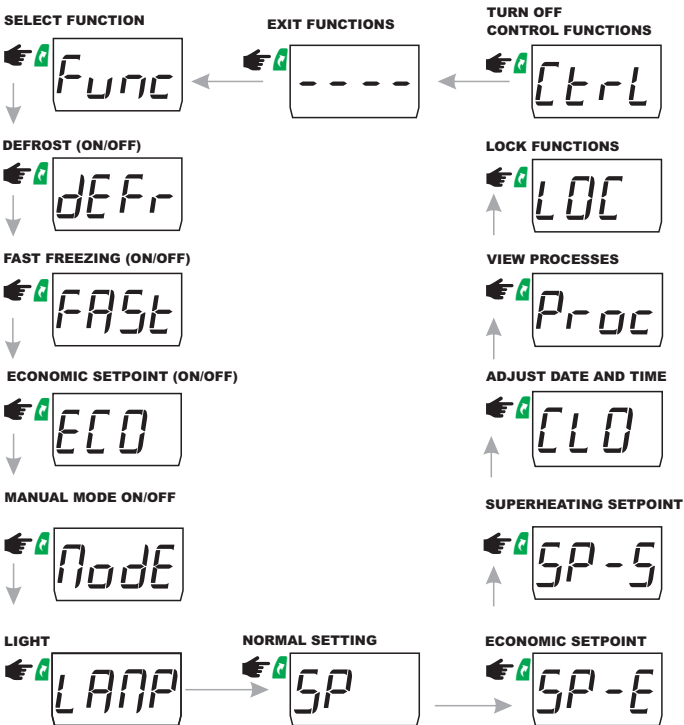 SELECT FUNCTION
Func
EXIT FUNCTIONS
- - - -
TURN OFF
CONTROL FUNCTIONS
CtrL
DEFROST (ON/OFF)
dEFr
LOCK FUNCTIONS
LOC
FAST FREEZING (ON/OFF)
FASt
VIEW PROCESSES
Proc
ECONOMIC SETPOINT (ON/OFF)
ECO
ADJUST DATE AND TIME
CLO
MANUAL MODE ON/OFF
ModE
SUPERHEATING SETPOINT
SP-S
LIGHT
LAMP
NORMAL SETTING
SP
ECONOMIC SETPOINT
SP-E